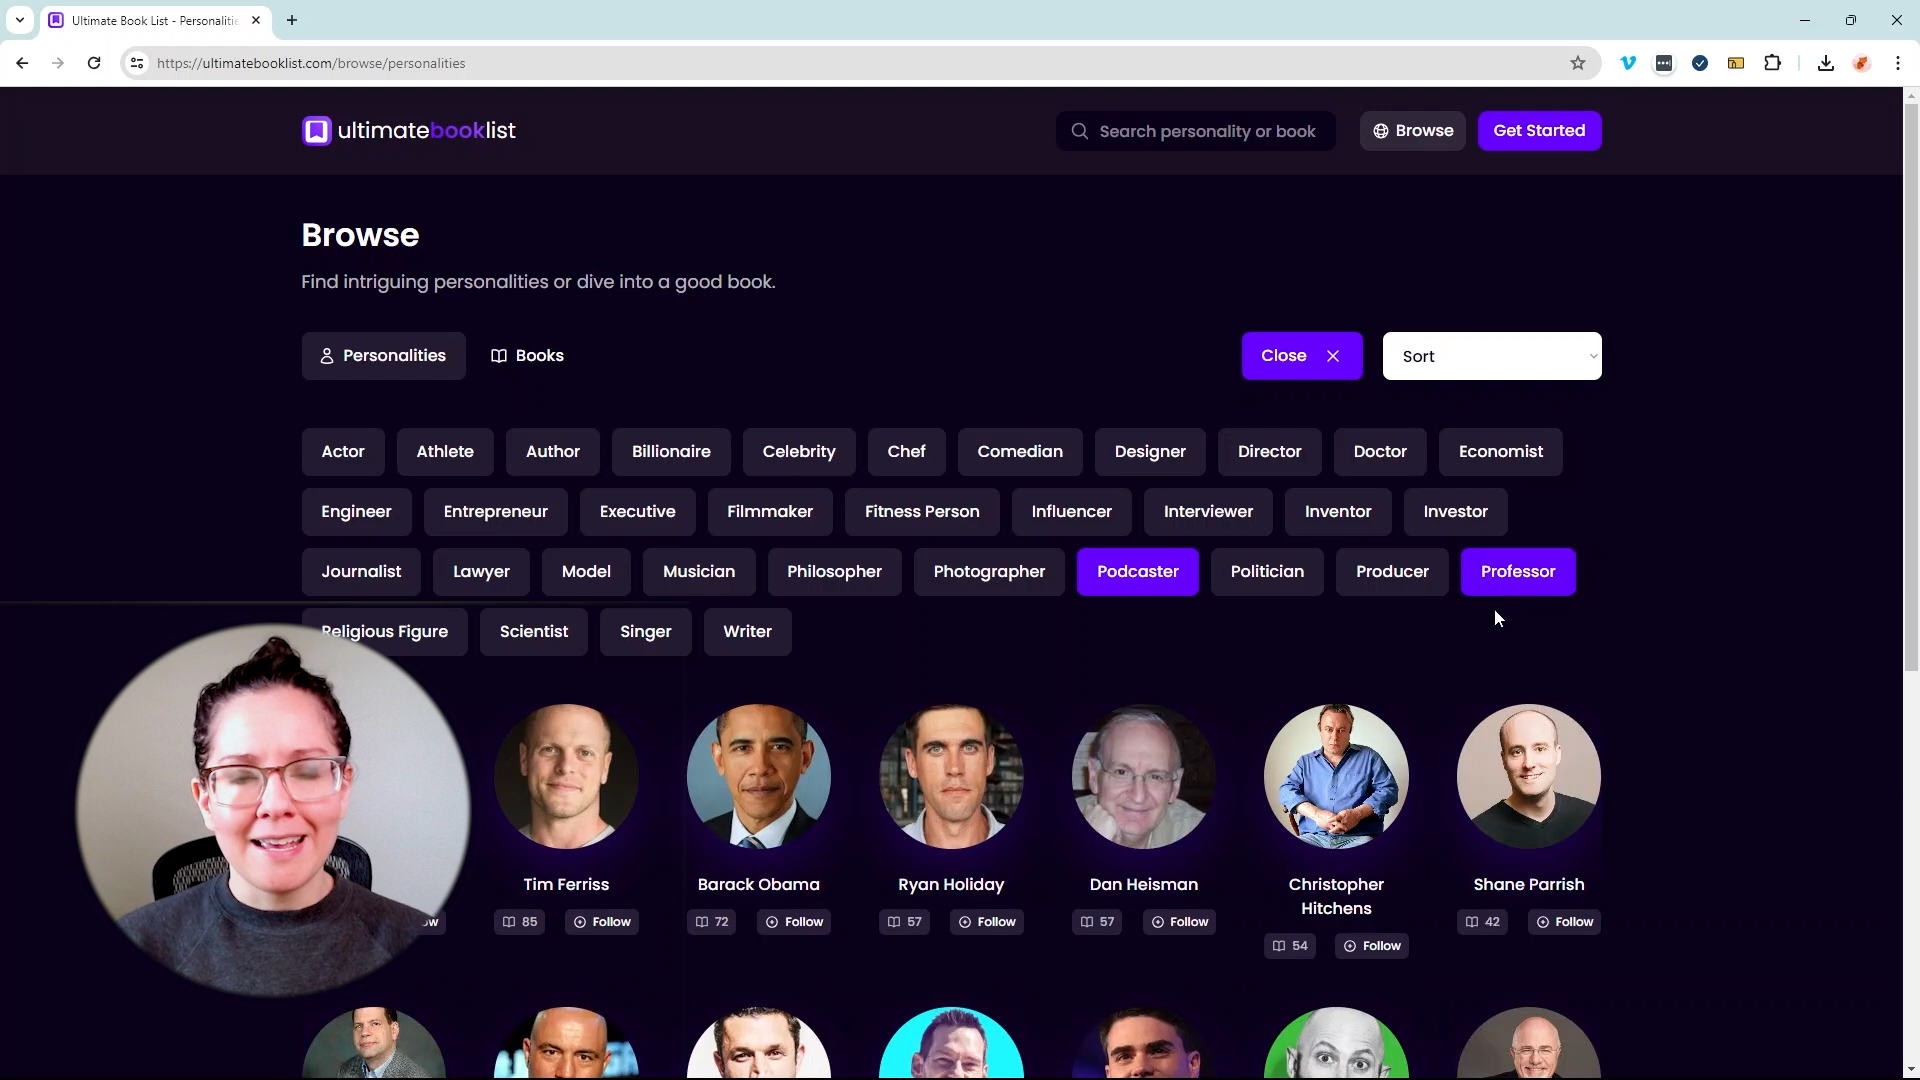 Ultimate Book List - Personalitie
https://ultimatebooklist.com/browse/personalities
ultimatebooklist
Search personality or book
Browse
Get Started
Browse
Find intriguing personalities or dive into a good book.
Personalities
Books
Close
Sort
Actor Athlete Author Billionaire Celebrity Chef Comedian Designer Director Doctor Economist
Engineer Entrepreneur Executive Filmmaker Fitness Person Influencer Interviewer Inventor Investor
Journalist Lawyer Model Musician Philosopher Photographer Podcaster Politician Producer Professor
Religious Figure Scientist Singer Writer
Tim Ferriss Barack Obama Ryan Holiday Dan Heisman Christopher Hitchens Shane Parrish
ow 85 Follow 72 Follow 57 Follow 57 Follow 54 Follow 42 Follow